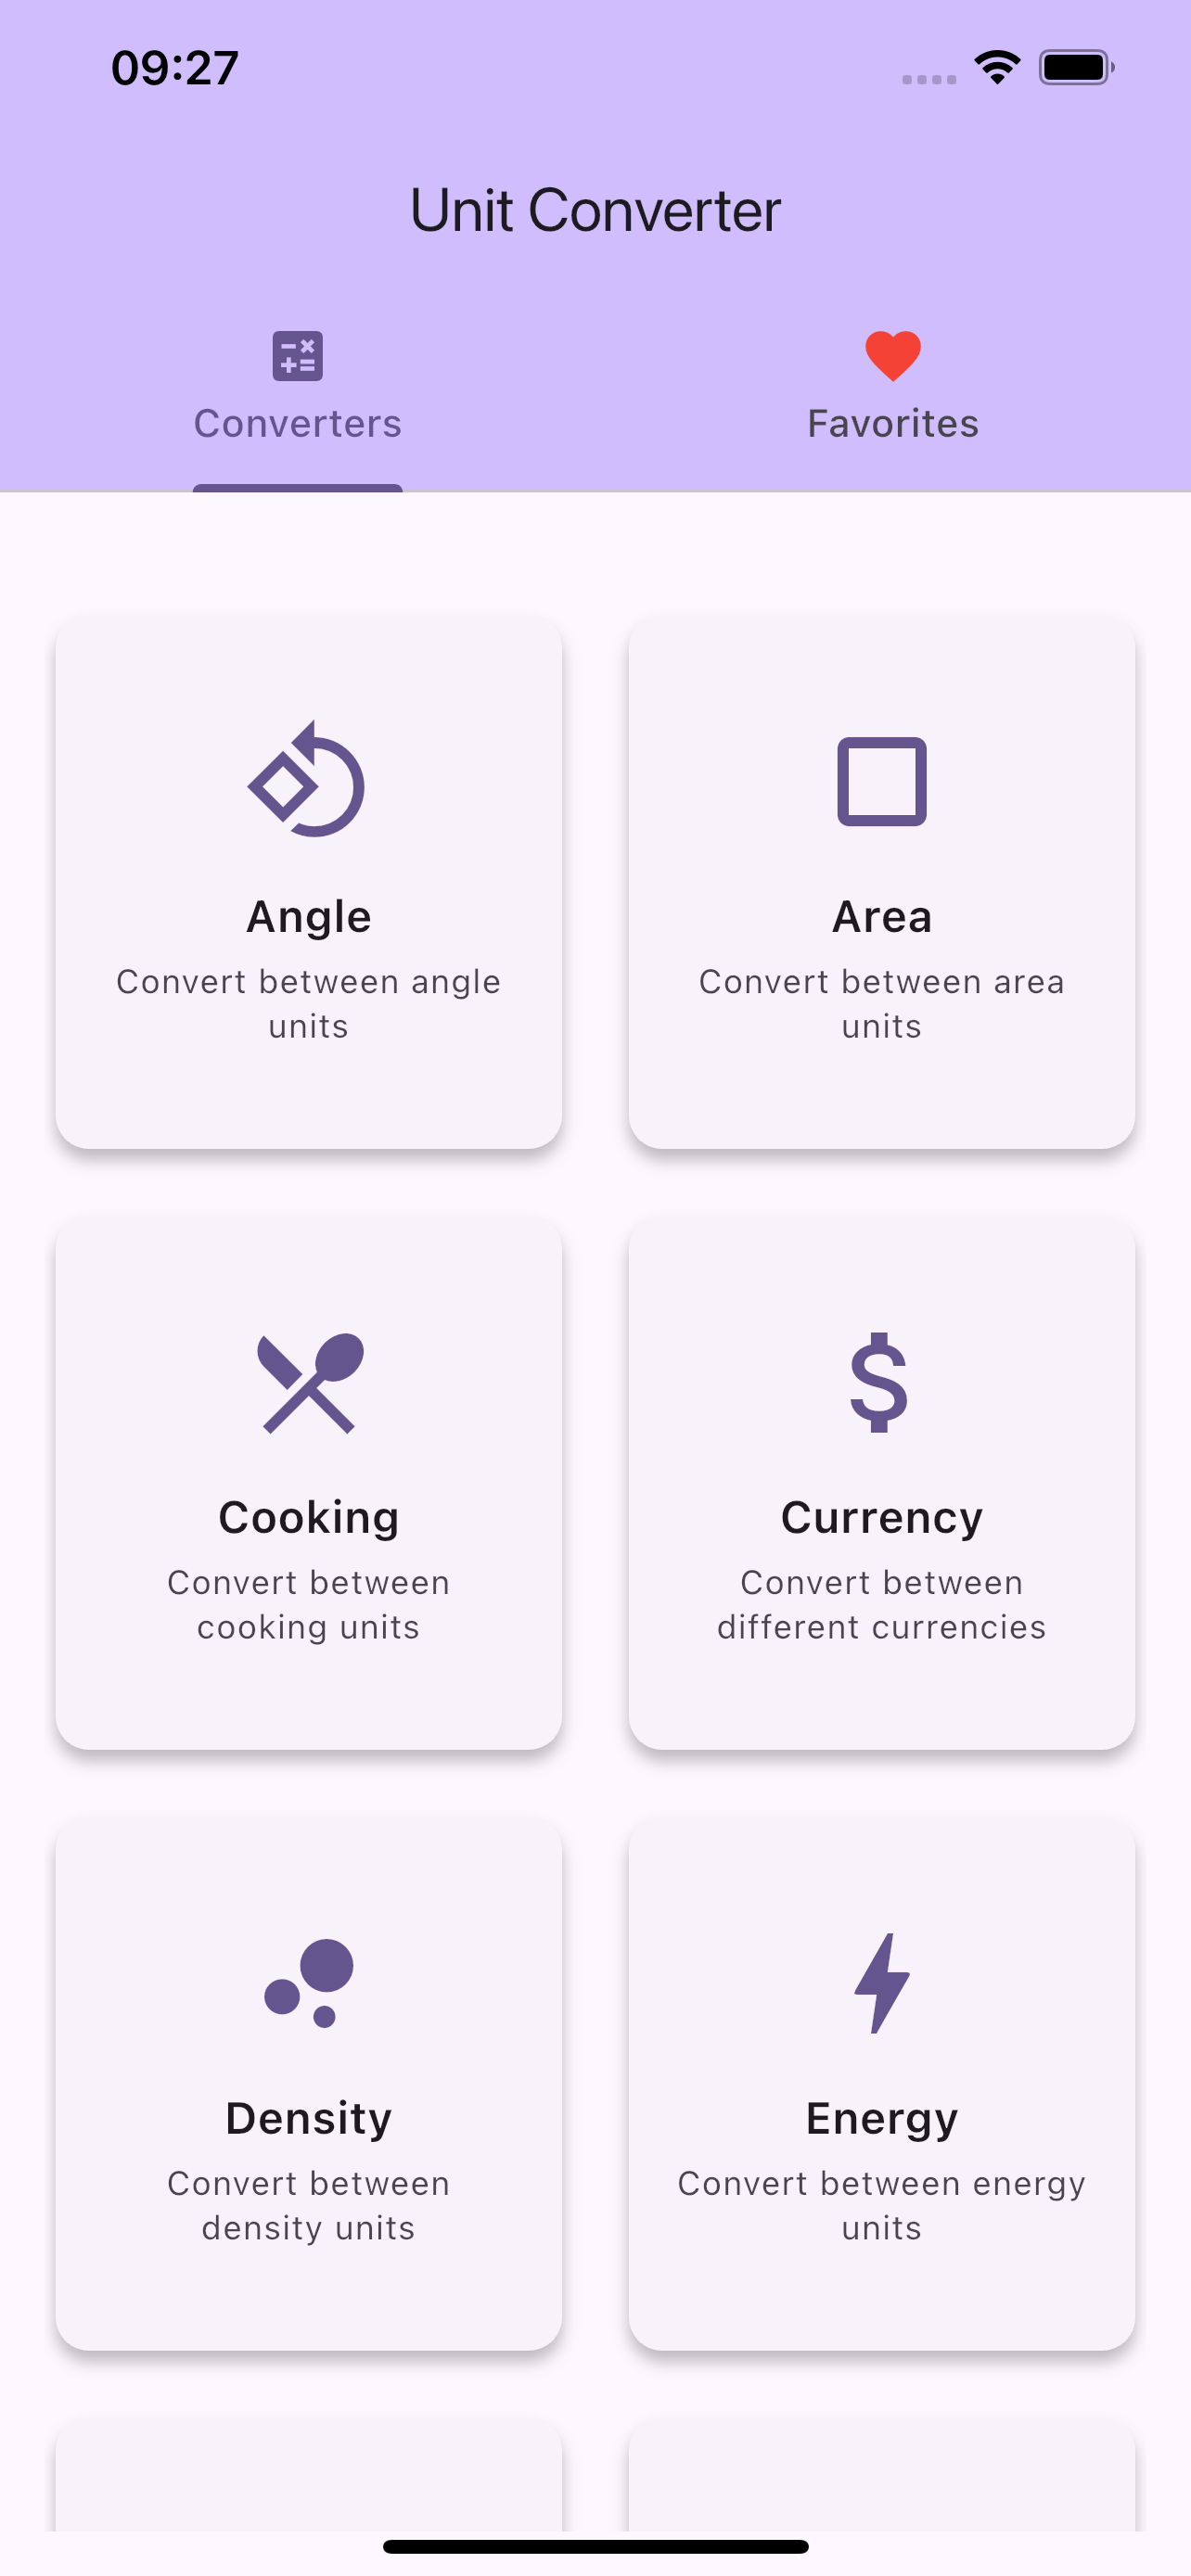 09:27
Unit Converter
Converters
Favorites
Angle
Convert between angle
units
Area
Convert between area
units
Cooking
Convert between
cooking units
Currency
Convert between
different currencies
Density
Convert between
density units
Energy
Convert between energy
units